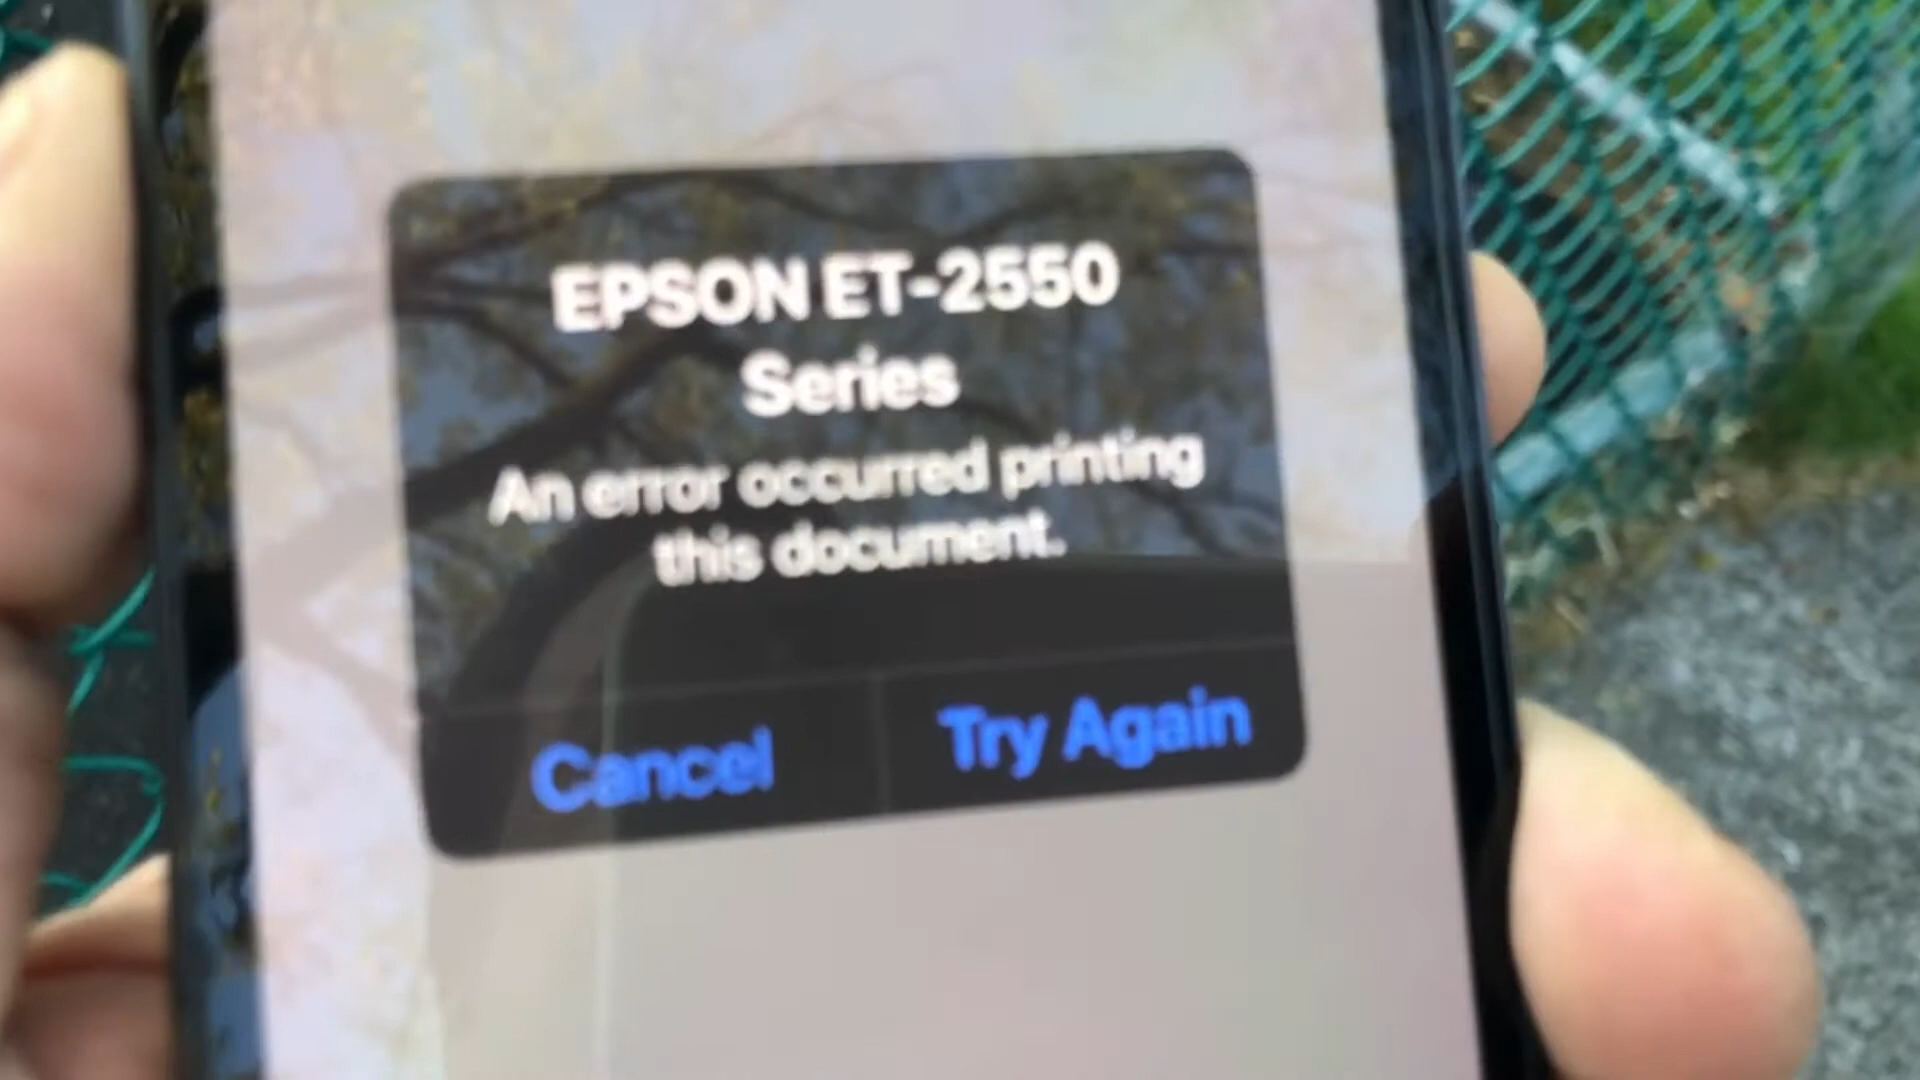 EPSON ET-2550
Series
An error occurred printing
this document.
Cancel
Try Again